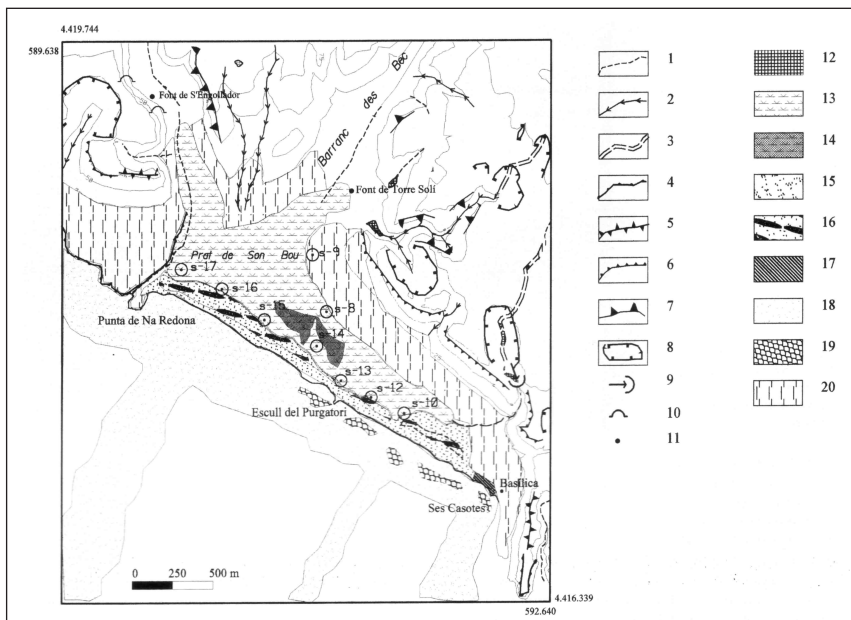 4.419.744
589.638
Font de S'Engollador
Barranc des Bec
Font de Torre Solí
Prat de Son Bou
s-9
s-17
s-16
s-8
s-15
Punta de Na Redona
s-14
s-13
s-12
s-10
Escull del Purgatori
Basílica
Ses Casotes
0 250 500 m
4.416.339
592.640
1
2
3
4
5
6
7
8
9
10
11
12
13
14
15
16
17
18
19
20